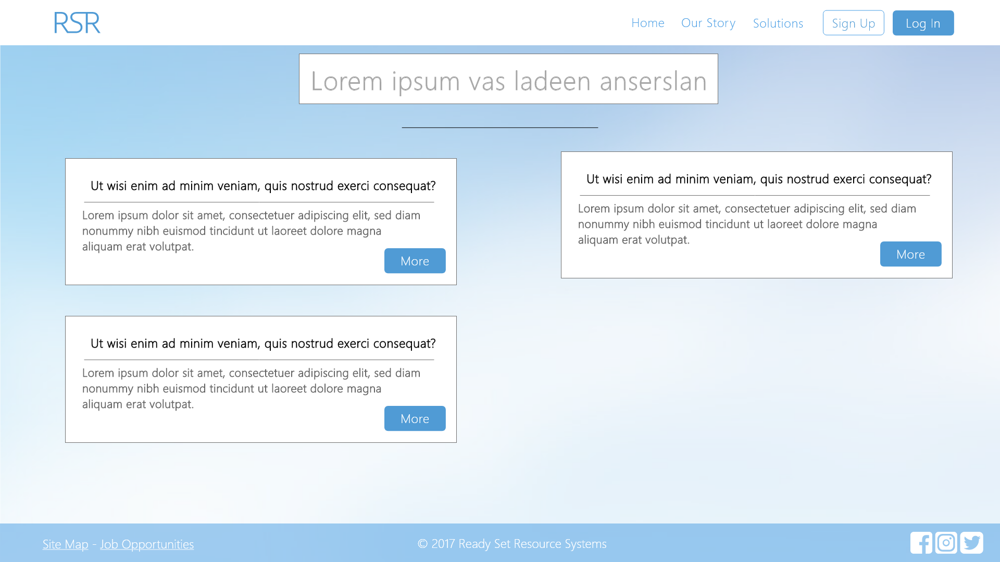 RSR
Home
Our Story
Solutions
Sign Up
Log In
Lorem ipsum vas ladeen anserslan
Ut wisi enim ad minim veniam, quis nostrud exerci consequat?
Lorem ipsum dolor sit amet, consectetuer adipiscing elit, sed diam
nonummy nibh euismod tincidunt ut laoreet dolore magna
aliquam erat volutpat.
More
Ut wisi enim ad minim veniam, quis nostrud exerci consequat?
Lorem ipsum dolor sit amet, consectetuer adipiscing elit, sed diam
nonummy nibh euismod tincidunt ut laoreet dolore magna
aliquam erat volutpat.
More
Ut wisi enim ad minim veniam, quis nostrud exerci consequat?
Lorem ipsum dolor sit amet, consectetuer adipiscing elit, sed diam
nonummy nibh euismod tincidunt ut laoreet dolore magna
aliquam erat volutpat.
More
Site Map - Job Opportunities
© 2017 Ready Set Resource Systems